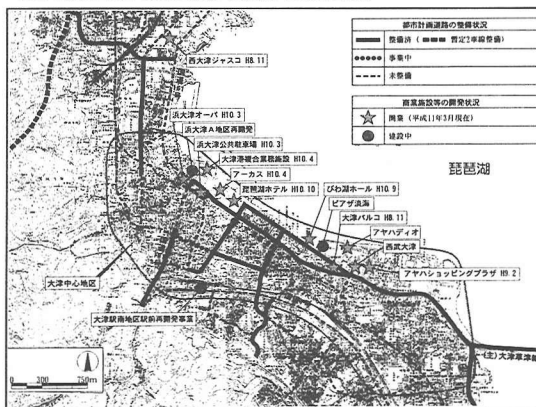 都市計画道路の整備状況
整備済(　暫定2車線整備)
事業中
未整備
商業施設等の開発状況
開業(平成11年3月現在)
建設中
琵琶湖
西大津ジャスコ H8.11
浜大津オーパ H10.3
浜大津A地区再開発
浜大津公共駐車場 H10.3
大津港複合業務施設 H10.4
アーカス H10.4
琵琶湖ホテル H10.10
びわ湖ホール H10.9
ピアザ淡海
大津パルコ H8.11
アヤハディオ
西武大津
アヤハショッピングプラザ H9.2
大津中心地区
大津駅南地区駅前再開発事業
(主)大津草津線
0 300 750m